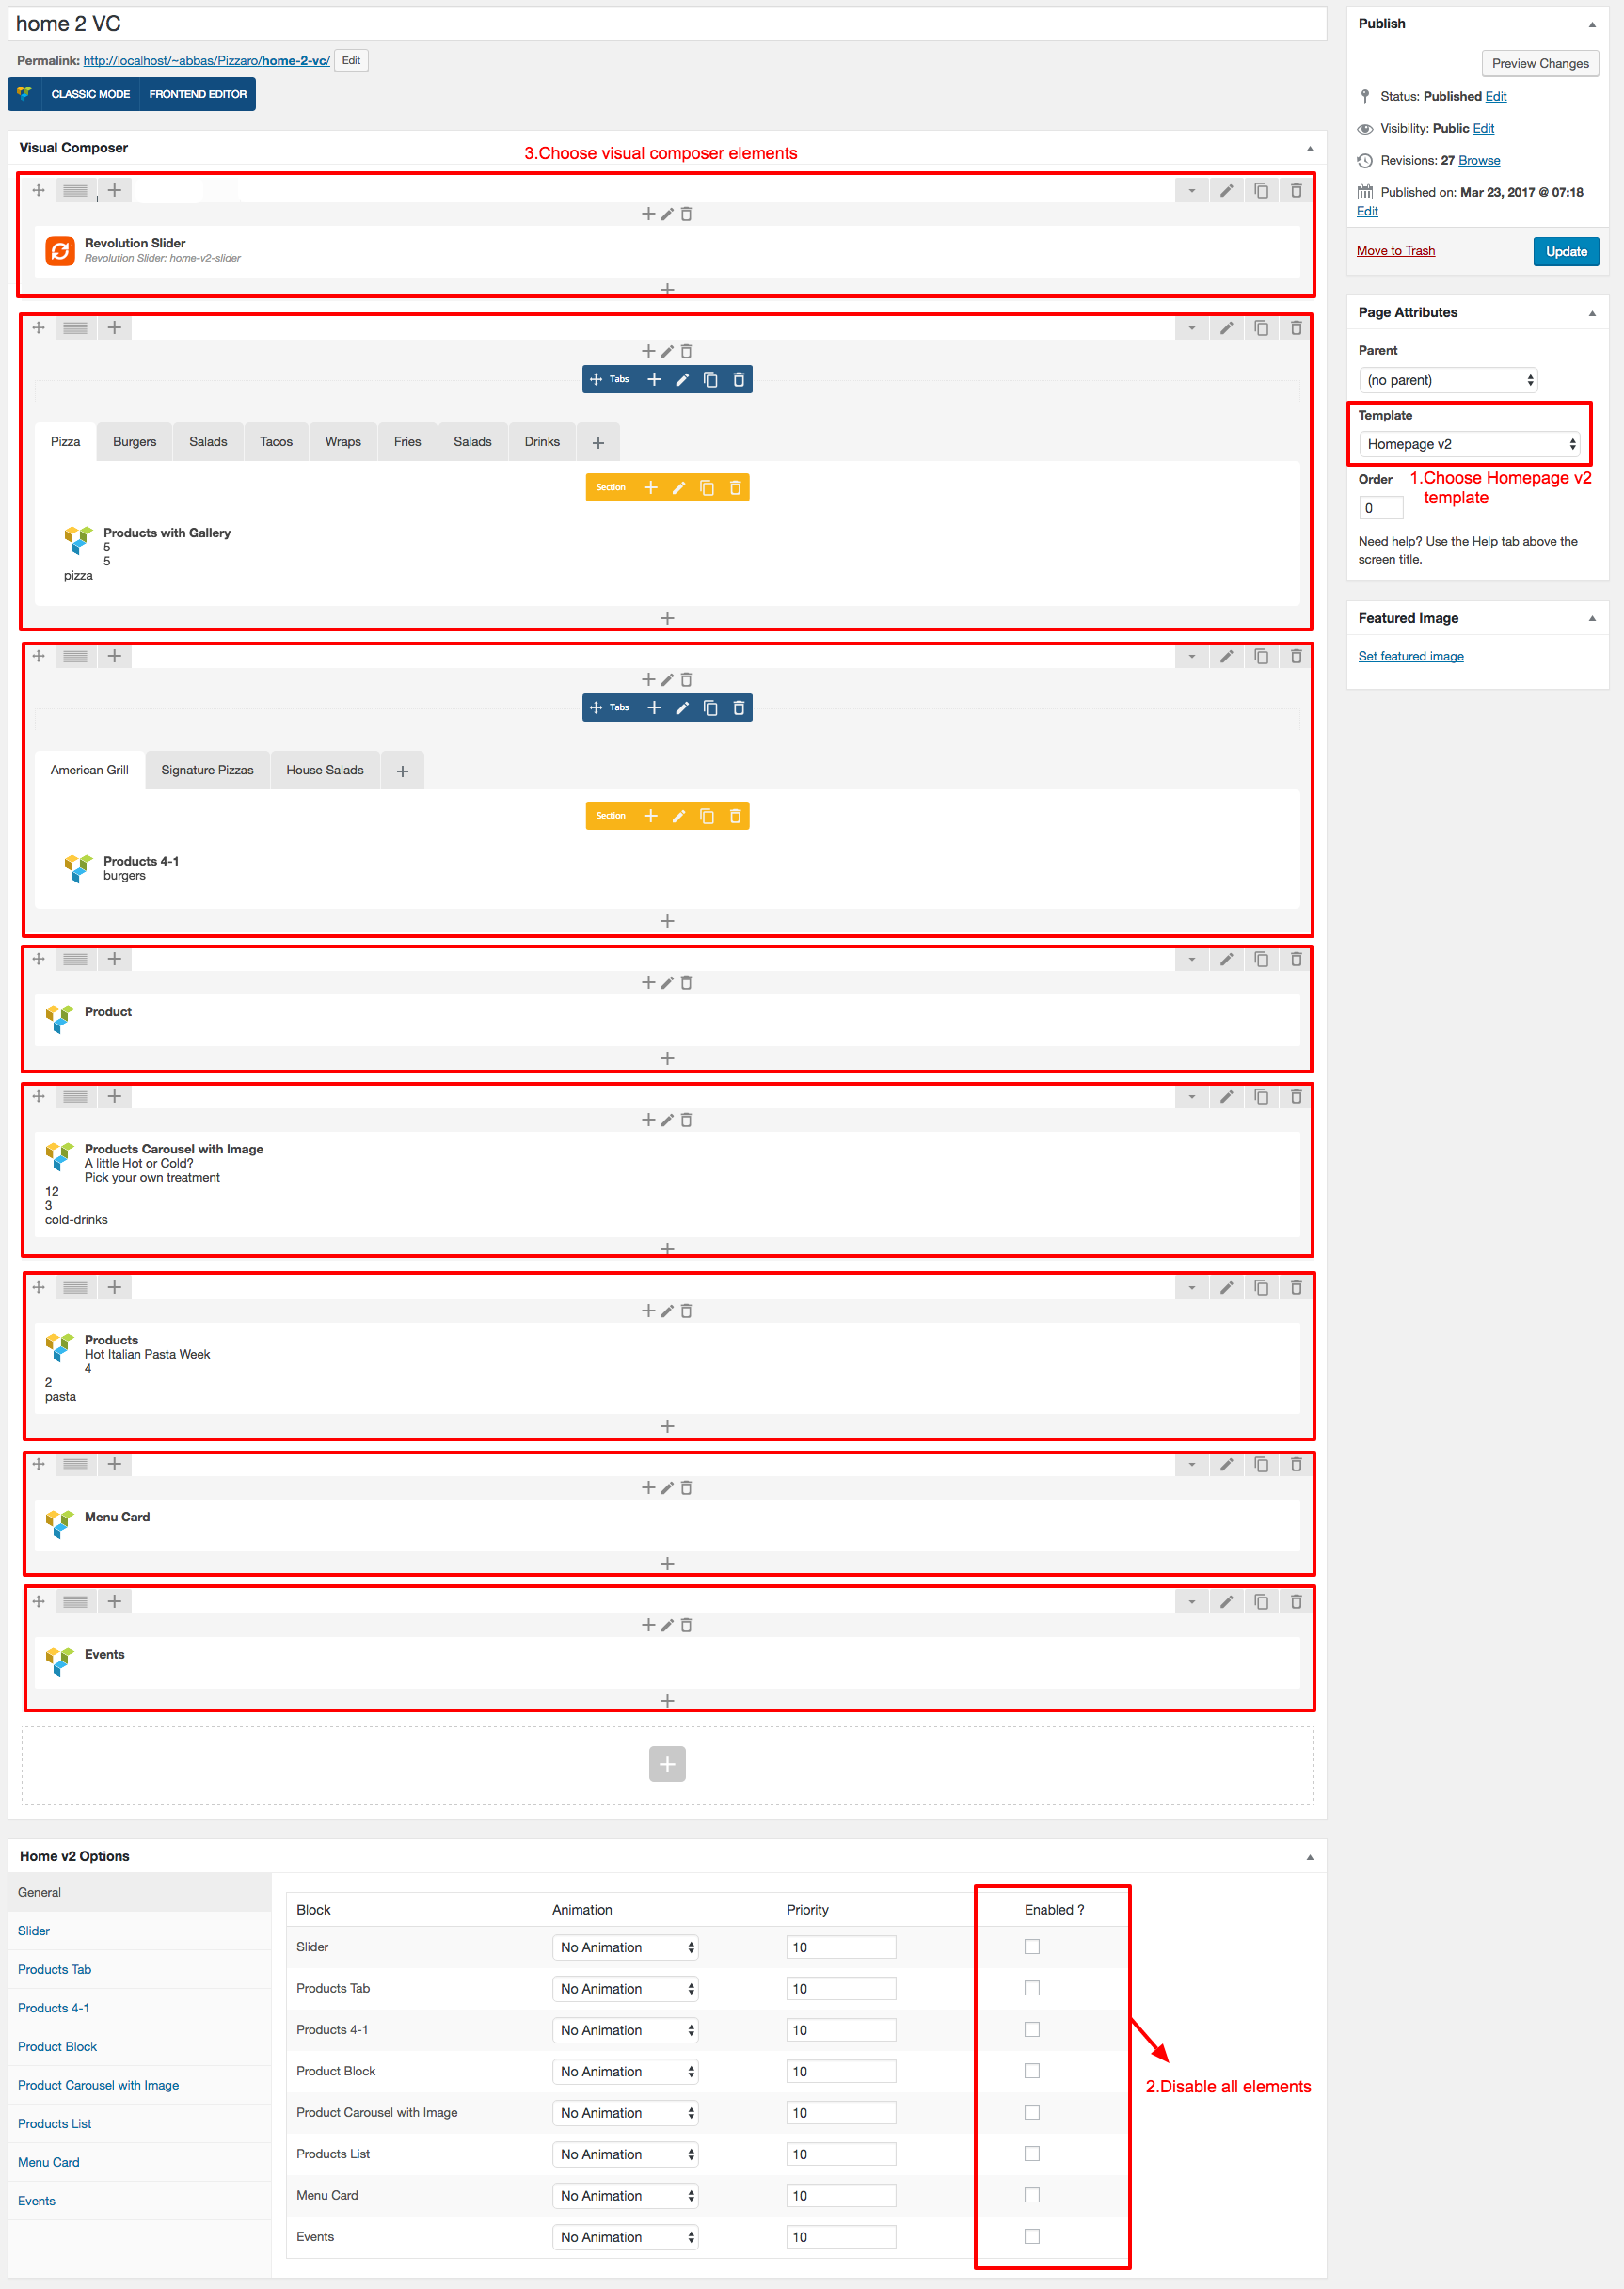 home 2 VC
Permalink: http://localhost/~abbas/Pizzaro/home-2-vc/ Edit
CLASSIC MODE FRONTEND EDITOR
Visual Composer
3.Choose visual composer elements
Revolution Slider
Revolution Slider: home-v2-slider
Tabs
Pizza Burgers Salads Tacos Wraps Fries Salads Drinks
Section
Products with Gallery
5
5
pizza
Tabs
American Grill Signature Pizzas House Salads
Section
Products 4-1
burgers
Product
Products Carousel with Image
A little Hot or Cold?
Pick your own treatment
12
3
cold-drinks
Products
Hot Italian Pasta Week
4
2
pasta
Menu Card
Events
Home v2 Options
General
Slider
Products Tab
Products 4-1
Product Block
Product Carousel with Image
Products List
Menu Card
Events
Block Animation Priority Enabled ?
Slider No Animation 10
Products Tab No Animation 10
Products 4-1 No Animation 10
Product Block No Animation 10
Product Carousel with Image No Animation 10
Products List No Animation 10
Menu Card No Animation 10
Events No Animation 10
2.Disable all elements
Publish
Preview Changes
Status: Published Edit
Visibility: Public Edit
Revisions: 27 Browse
Published on: Mar 23, 2017 @ 07:18
Edit
Move to Trash Update
Page Attributes
Parent
(no parent)
Template
Homepage v2
Order
1.Choose Homepage v2
template
0
Need help? Use the Help tab above the
screen title.
Featured Image
Set featured image